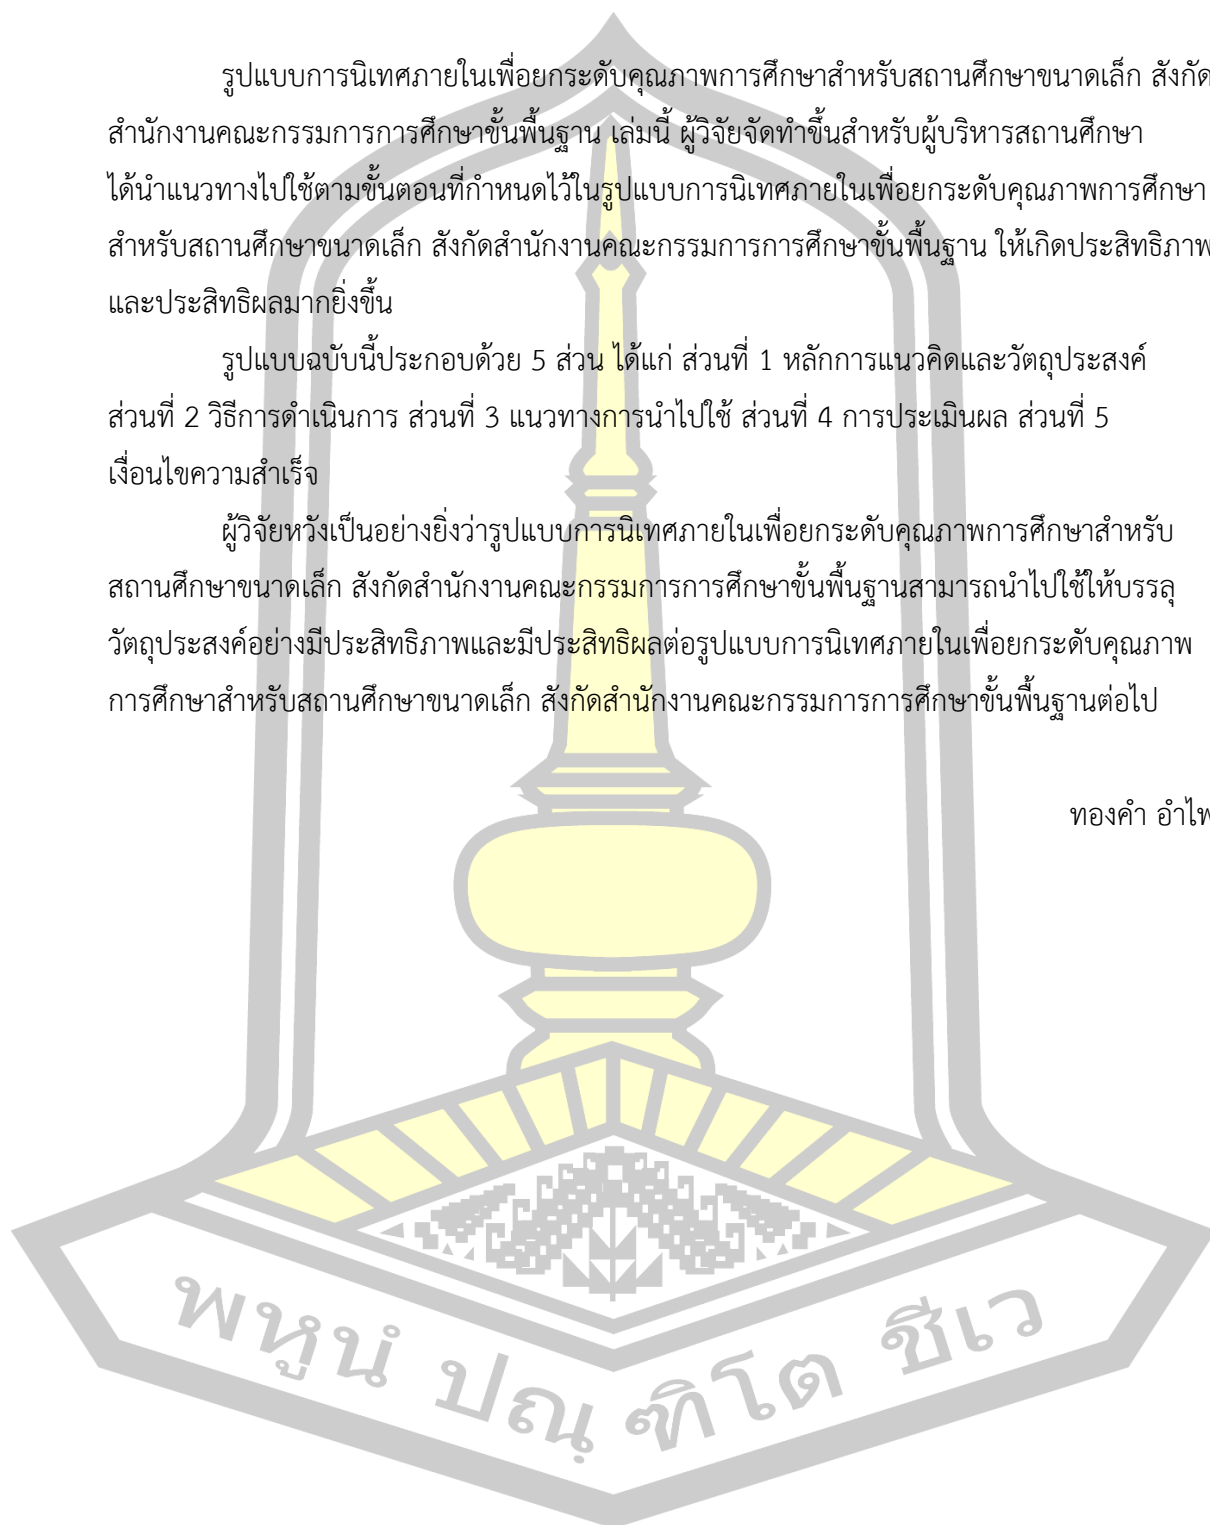 รูปแบบการนิเทศภายในเพื่อยกระดับคุณภาพการศึกษาสำหรับสถานศึกษาขนาดเล็ก สังกัด
สำนักงานคณะกรรมการการศึกษาขั้นพื้นฐาน เล่มนี้ ผู้วิจัยจัดทำขึ้นสำหรับผู้บริหารสถานศึกษา
ได้นำแนวทางไปใช้ตามขั้นตอนที่กำหนดไว้ในรูปแบบการนิเทศภายในเพื่อยกระดับคุณภาพการศึกษา
สำหรับสถานศึกษาขนาดเล็ก สังกัดสำนักงานคณะกรรมการการศึกษาขั้นพื้นฐาน ให้เกิดประสิทธิภาพ
และประสิทธิผลมากยิ่งขึ้น
รูปแบบฉบับนี้ประกอบด้วย 5 ส่วน ได้แก่ ส่วนที่ 1 หลักการแนวคิดและวัตถุประสงค์
ส่วนที่ 2 วิธีการดำเนินการ ส่วนที่ 3 แนวทางการนำไปใช้ ส่วนที่ 4 การประเมินผล ส่วนที่ 5
เงื่อนไขความสำเร็จ
ผู้วิจัยหวังเป็นอย่างยิ่งว่ารูปแบบการนิเทศภายในเพื่อยกระดับคุณภาพการศึกษาสำหรับ
สถานศึกษาขนาดเล็ก สังกัดสำนักงานคณะกรรมการการศึกษาขั้นพื้นฐานสามารถนำไปใช้ให้บรรลุ
วัตถุประสงค์อย่างมีประสิทธิภาพและมีประสิทธิผลต่อรูปแบบการนิเทศภายในเพื่อยกระดับคุณภาพ
การศึกษาสำหรับสถานศึกษาขนาดเล็ก สังกัดสำนักงานคณะกรรมการการศึกษาขั้นพื้นฐานต่อไป
ทองคำ อำไพ
พหูนํ ปณฺฑิโต ชีเว